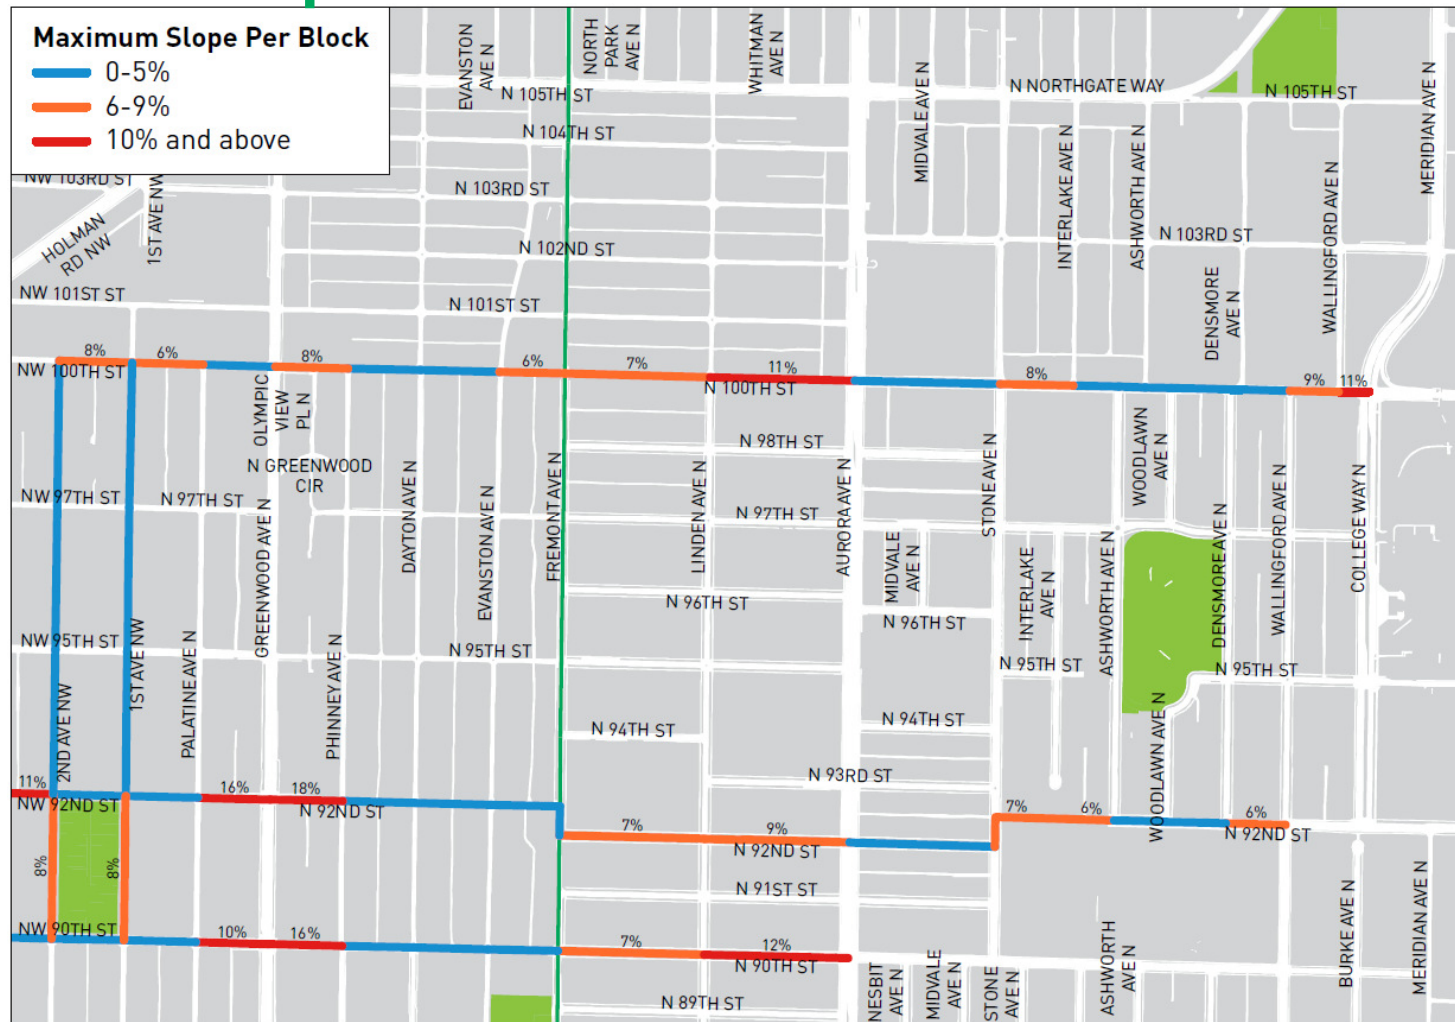 Maximum Slope Per Block
0-5%
6-9%
10% and above
EVANSTON
AVE N
NORTH
PARK
AVE N
WHITMAN
AVE N
MIDVALE AVE N
N NORTHGATE WAY
N 105TH ST
N 105TH ST
MERIDIAN AVE N
N 104TH ST
INTERLAKE AVE N
ASHWORTH AVE N
WALLINGFORD AVE N
NW 103RD ST
1ST AVE NW
N 103RD ST
HOLMAN
RD NW
N 102ND ST
N 103RD ST
DENSMORE
AVE N
NW 101ST ST
N 101ST ST
8%
6%
8%
6%
7%
11%
8%
9%
11%
NW 100TH ST
N 100TH ST
OLYMPIC
VIEW
PL N
N 98TH ST
WOODLAWN
AVE N
N GREENWOOD
CIR
NW 97TH ST
N 97TH ST
GREENWOOD AVE N
DAYTON AVE N
EVANSTON AVE N
FREMONT AVE N
LINDEN AVE N
N 97TH ST
AURORA AVE N
MIDVALE
AVE N
STONE AVE N
INTERLAKE
AVE N
ASHWORTH AVE N
DENSMORE AVE N
WALLINGFORD AVE N
COLLEGE WAY N
N 96TH ST
N 96TH ST
NW 95TH ST
N 95TH ST
N 95TH ST
N 95TH ST
2ND AVE NW
1ST AVE NW
PALATINE AVE N
PHINNEY AVE N
N 94TH ST
N 94TH ST
WOODLAWN AVE N
N 93RD ST
11%
16%
18%
NW 92ND ST
N 92ND ST
7%
9%
N 92ND ST
7%
6%
6%
N 92ND ST
8%
8%
N 91ST ST
NW 90TH ST
10%
16%
7%
12%
N 90TH ST
N 89TH ST
NESBIT
AVE N
MIDVALE
AVE N
STONE
AVE N
ASHWORTH
AVE N
BURKE AVE N
MERIDIAN AVE N